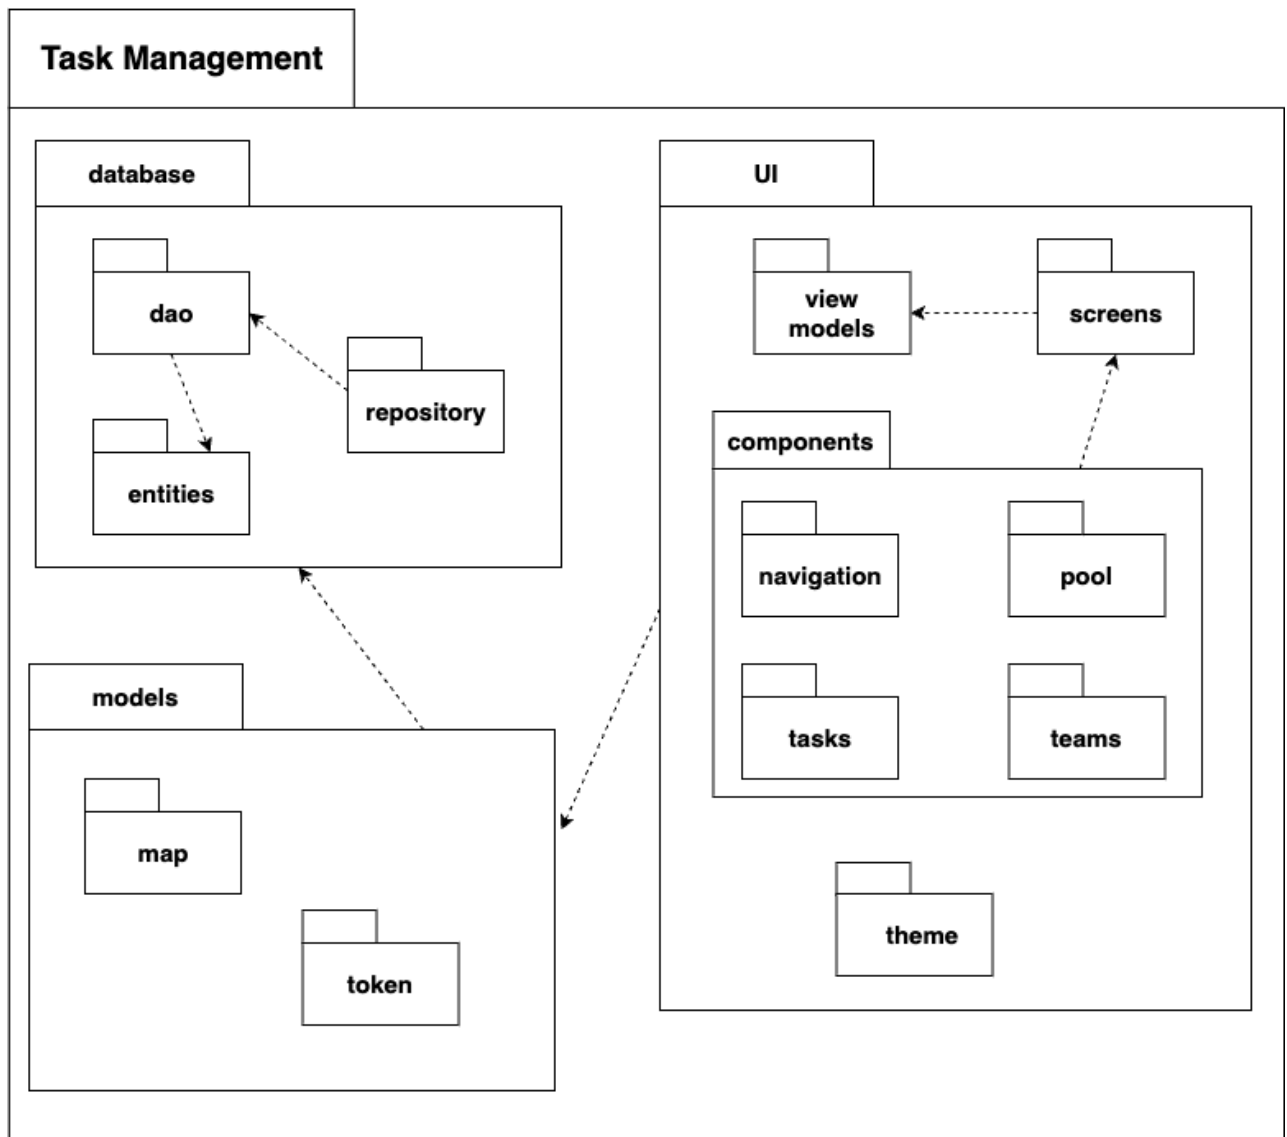 Task Management
database
dao
repository
entities
models
map
token
UI
view
models
screens
components
navigation
pool
tasks
teams
theme